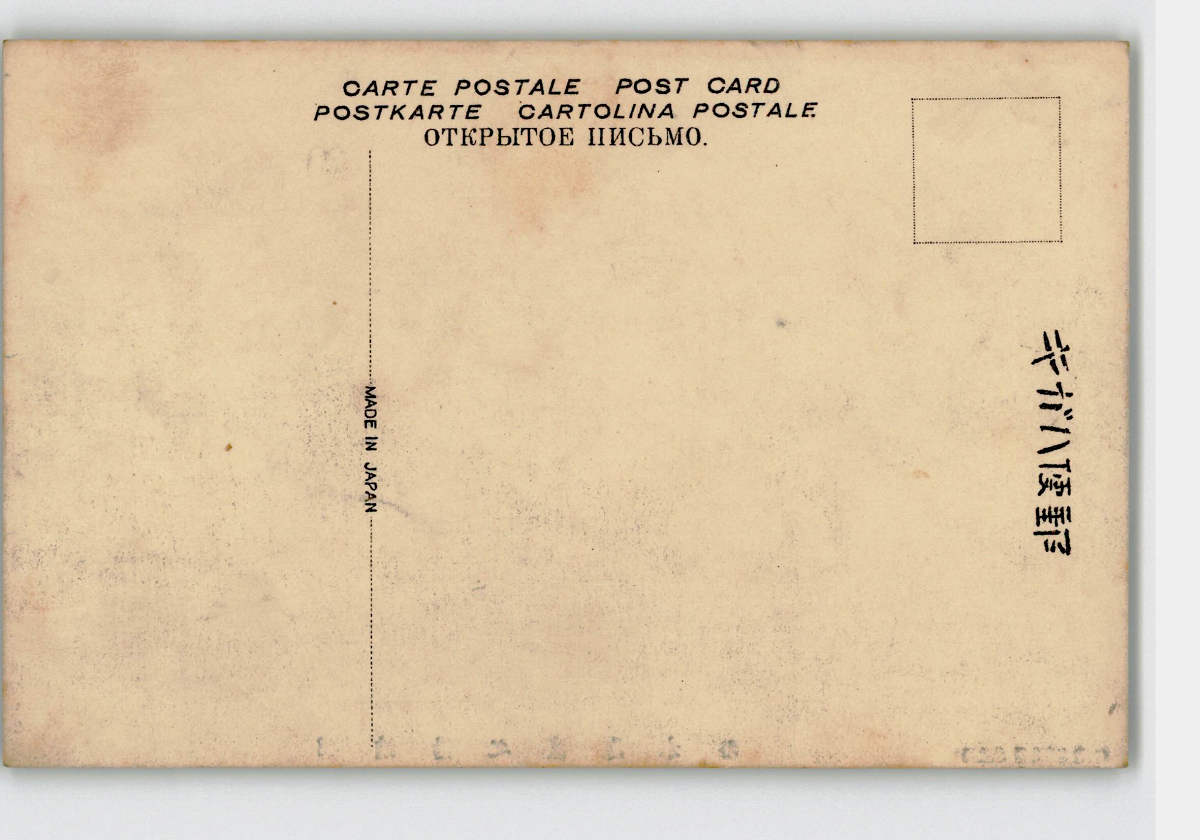 CARTE POSTALE POST CARD
POSTKARTE CARTOLINA POSTALE
ОТКРЫТОЕ ПИСЬМО.
MADE IN JAPAN
郵便ハガキ